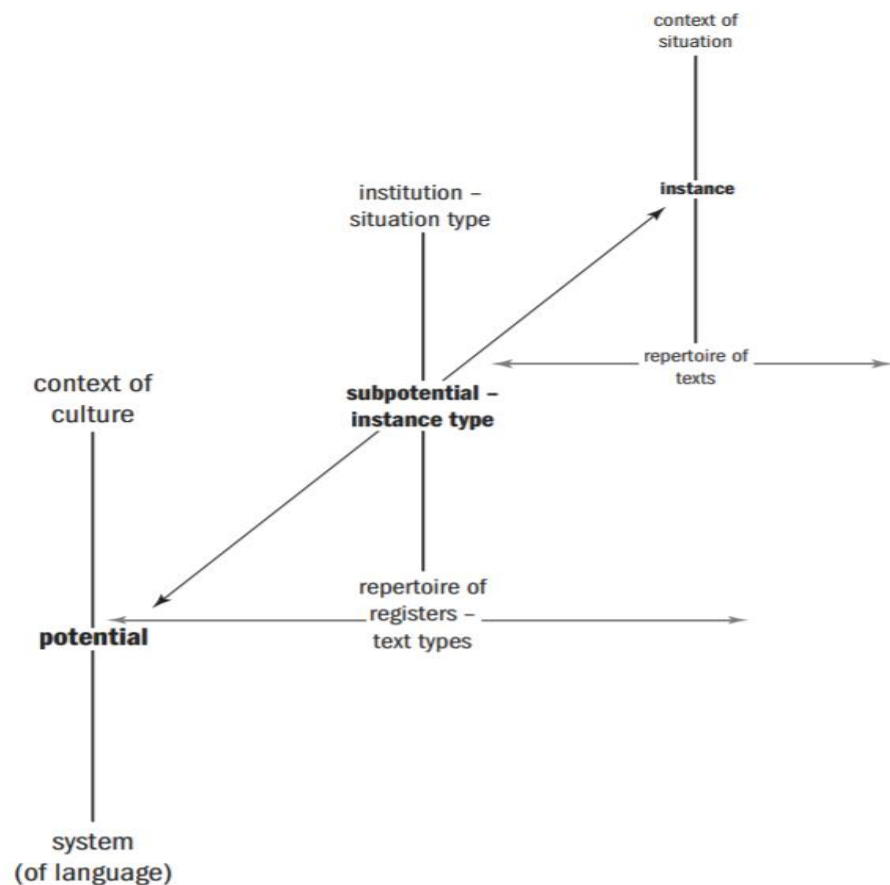 context of
situation
instance
institution –
situation type
repertoire of
texts
context of
culture
subpotential –
instance type
repertoire of
registers –
text types
potential
system
(of language)